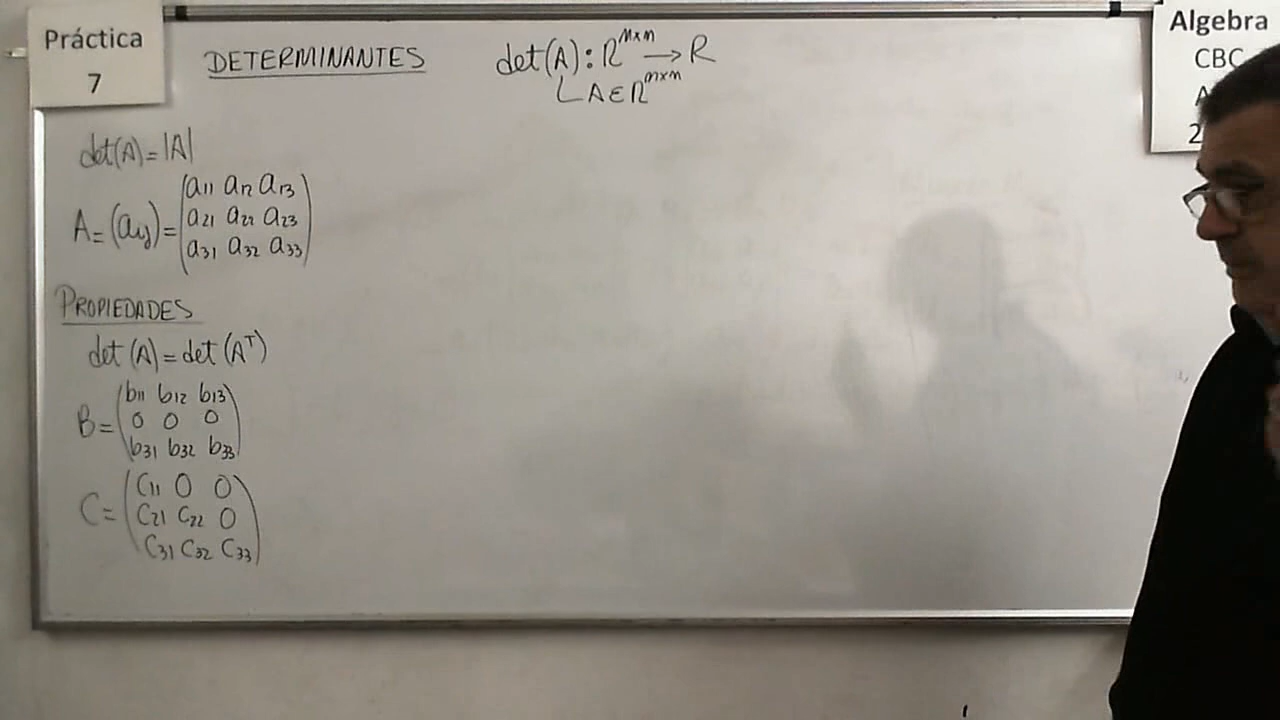 Práctica
7
DETERMINANTES
det(A): R^{n×n} → R
A ∈ R^{n×n}
Algebra
CBC
A
2
det(A) = |A|
A = (aij) = (a11 a12 a13
a21 a22 a23
a31 a32 a33)
PROPIEDADES
det(A) = det(A^T)
B = (b11 b12 b13
0 0 0
b31 b32 b33)
C = (C11 0 0
C21 C22 0
C31 C32 C33)